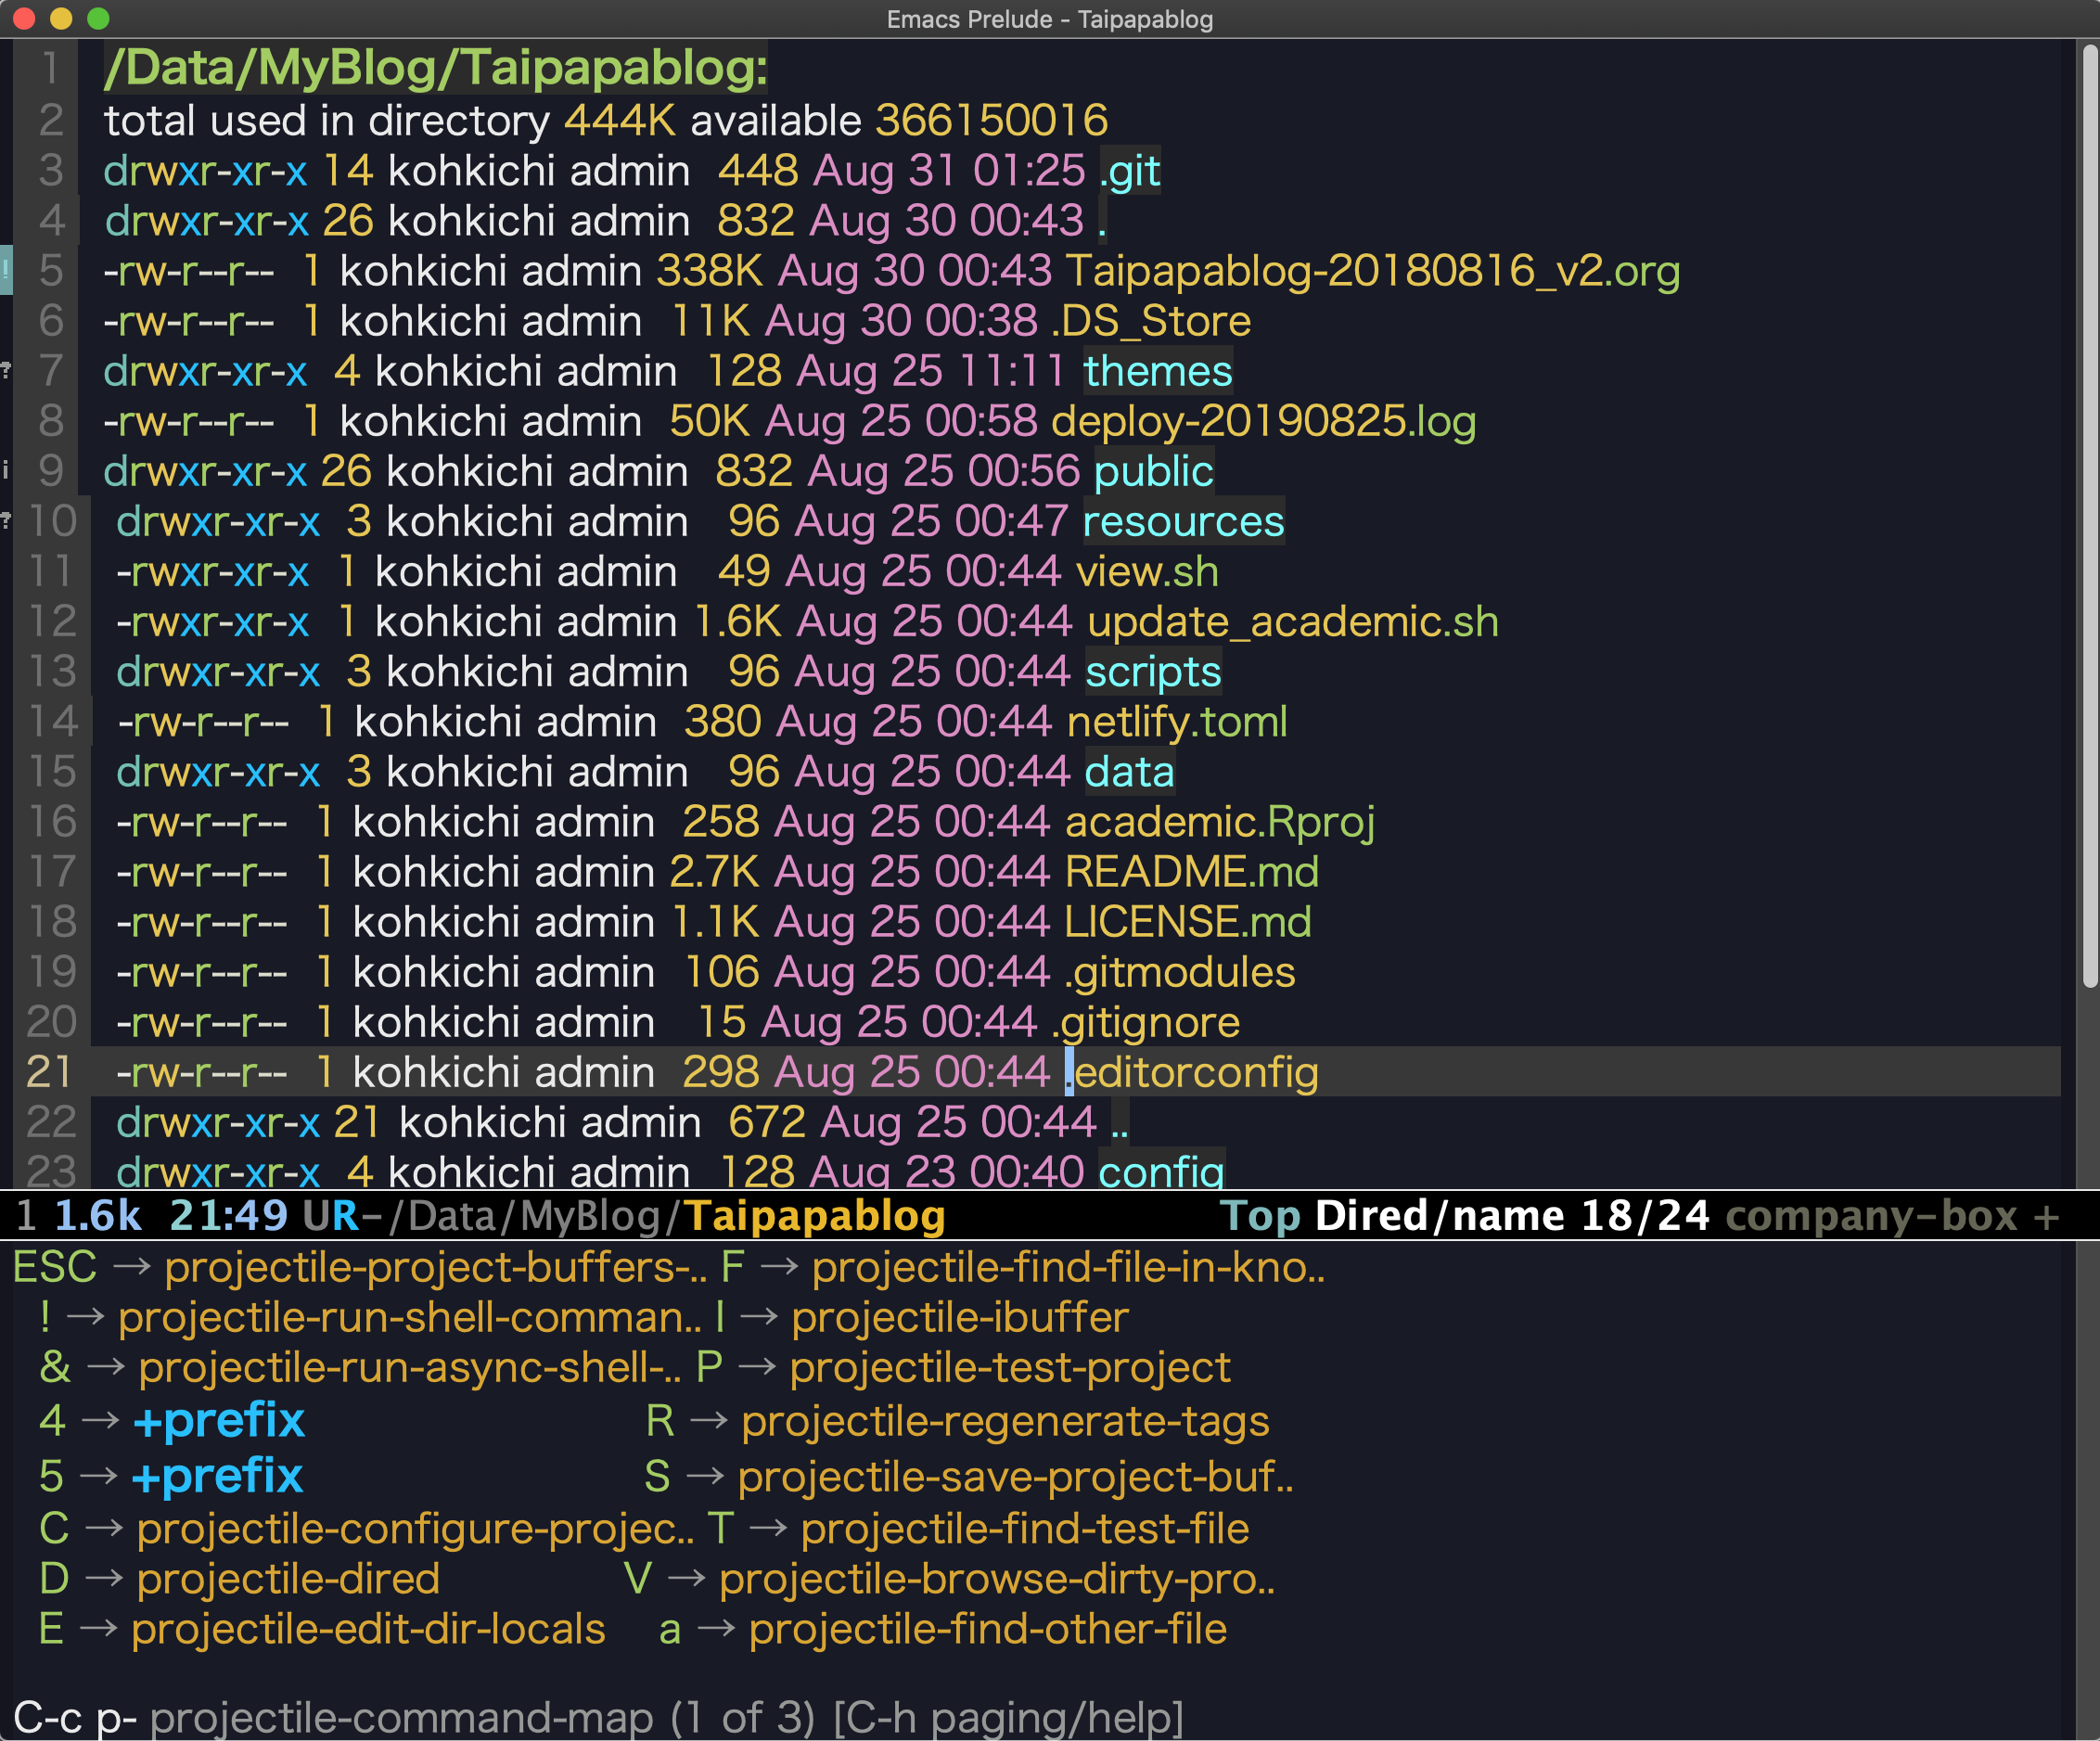 Emacs Prelude - Taipapablog
1 /Data/MyBlog/Taipapablog:
2 total used in directory 444K available 366150016
3 drwxr-xr-x 14 kohkichi admin 448 Aug 31 01:25 .git
4 drwxr-xr-x 26 kohkichi admin 832 Aug 30 00:43 .
! 5 -rw-r--r-- 1 kohkichi admin 338K Aug 30 00:43 Taipapablog-20180816_v2.org
6 -rw-r--r-- 1 kohkichi admin 11K Aug 30 00:38 .DS_Store
? 7 drwxr-xr-x 4 kohkichi admin 128 Aug 25 11:11 themes
8 -rw-r--r-- 1 kohkichi admin 50K Aug 25 00:58 deploy-20190825.log
i 9 drwxr-xr-x 26 kohkichi admin 832 Aug 25 00:56 public
? 10 drwxr-xr-x 3 kohkichi admin 96 Aug 25 00:47 resources
11 -rwxr-xr-x 1 kohkichi admin 49 Aug 25 00:44 view.sh
12 -rwxr-xr-x 1 kohkichi admin 1.6K Aug 25 00:44 update_academic.sh
13 drwxr-xr-x 3 kohkichi admin 96 Aug 25 00:44 scripts
14 -rw-r--r-- 1 kohkichi admin 380 Aug 25 00:44 netlify.toml
15 drwxr-xr-x 3 kohkichi admin 96 Aug 25 00:44 data
16 -rw-r--r-- 1 kohkichi admin 258 Aug 25 00:44 academic.Rproj
17 -rw-r--r-- 1 kohkichi admin 2.7K Aug 25 00:44 README.md
18 -rw-r--r-- 1 kohkichi admin 1.1K Aug 25 00:44 LICENSE.md
19 -rw-r--r-- 1 kohkichi admin 106 Aug 25 00:44 .gitmodules
20 -rw-r--r-- 1 kohkichi admin 15 Aug 25 00:44 .gitignore
21 -rw-r--r-- 1 kohkichi admin 298 Aug 25 00:44 .editorconfig
22 drwxr-xr-x 21 kohkichi admin 672 Aug 25 00:44 ..
23 drwxr-xr-x 4 kohkichi admin 128 Aug 23 00:40 config
1 1.6k 21:49 UR-/Data/MyBlog/Taipapablog Top Dired/name 18/24 company-box +
ESC → projectile-project-buffers-.. F → projectile-find-file-in-kno..
! → projectile-run-shell-comman.. I → projectile-ibuffer
& → projectile-run-async-shell-.. P → projectile-test-project
4 → +prefix R → projectile-regenerate-tags
5 → +prefix S → projectile-save-project-buf..
C → projectile-configure-projec.. T → projectile-find-test-file
D → projectile-dired V → projectile-browse-dirty-pro..
E → projectile-edit-dir-locals a → projectile-find-other-file
C-c p- projectile-command-map (1 of 3) [C-h paging/help]